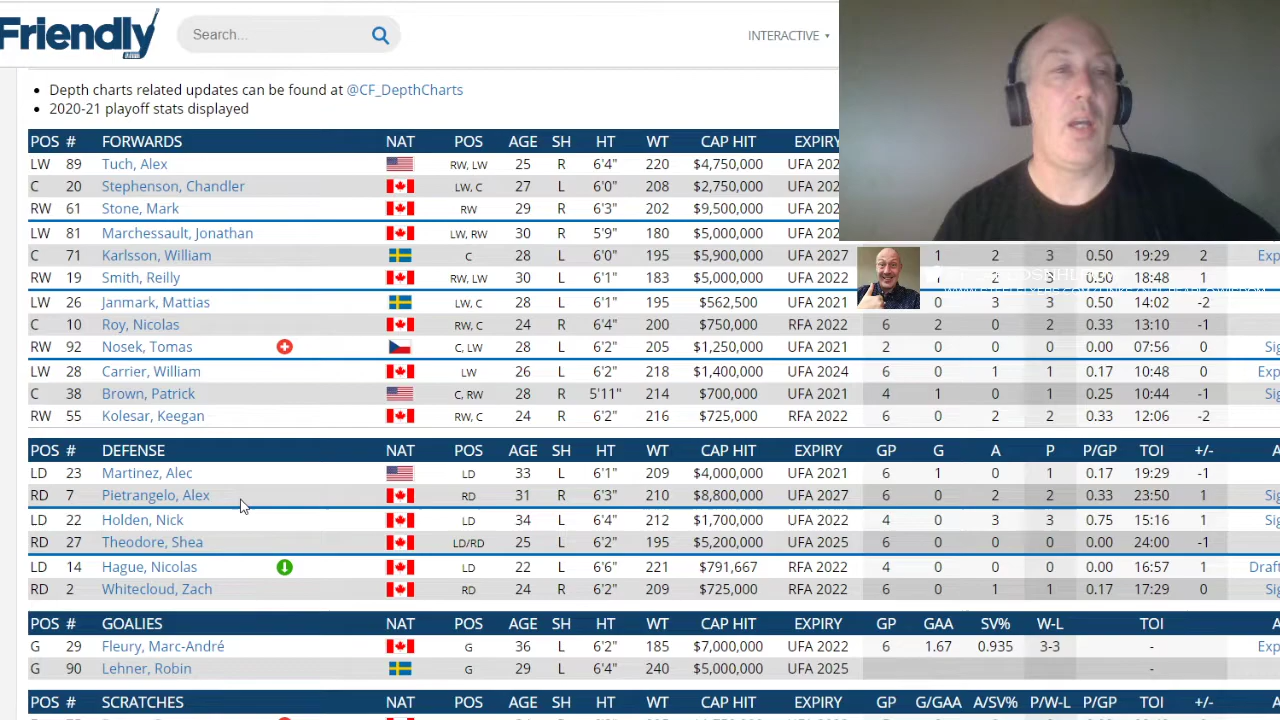 Friendly
.com
Search...
INTERACTIVE ▾
• Depth charts related updates can be found at @CF_DepthCharts
• 2020-21 playoff stats displayed
POS # FORWARDS NAT POS AGE SH HT WT CAP HIT EXPIRY
LW 89 Tuch, Alex RW, LW 25 R 6'4" 220 $4,750,000 UFA 202
C 20 Stephenson, Chandler LW, C 27 L 6'0" 208 $2,750,000 UFA 202
RW 61 Stone, Mark RW 29 R 6'3" 202 $9,500,000 UFA 202
LW 81 Marchessault, Jonathan LW, RW 30 R 5'9" 180 $5,000,000 UFA 202
C 71 Karlsson, William C 28 L 6'0" 195 $5,900,000 UFA 2027 1 2 3 0.50 19:29 2 Exp
RW 19 Smith, Reilly RW, LW 30 L 6'1" 183 $5,000,000 UFA 2022 2 3 0.50 18:48 1
LW 26 Janmark, Mattias LW, C 28 L 6'1" 195 $562,500 UFA 2021 0 3 3 0.50 14:02 -2
C 10 Roy, Nicolas RW, C 24 R 6'4" 200 $750,000 RFA 2022 6 2 0 2 0.33 13:10 -1
RW 92 Nosek, Tomas C, LW 28 L 6'2" 205 $1,250,000 UFA 2021 2 0 0 0 0.00 07:56 0 Sig
LW 28 Carrier, William LW 26 L 6'2" 218 $1,400,000 UFA 2024 6 0 1 1 0.17 10:48 0 Exp
C 38 Brown, Patrick C, RW 28 R 5'11" 214 $700,000 UFA 2021 4 1 0 1 0.25 10:44 -1 Sig
RW 55 Kolesar, Keegan RW, C 24 R 6'2" 216 $725,000 RFA 2022 6 0 2 2 0.33 12:06 -2
POS # DEFENSE NAT POS AGE SH HT WT CAP HIT EXPIRY GP G A P P/GP TOI +/- A
LD 23 Martinez, Alec LD 33 L 6'1" 209 $4,000,000 UFA 2021 6 1 0 1 0.17 19:29 -1
RD 7 Pietrangelo, Alex RD 31 R 6'3" 210 $8,800,000 UFA 2027 6 0 2 2 0.33 23:50 1 Sig
LD 22 Holden, Nick LD 34 L 6'4" 212 $1,700,000 UFA 2022 4 0 3 3 0.75 15:16 1 Sig
RD 27 Theodore, Shea LD/RD 25 L 6'2" 195 $5,200,000 UFA 2025 6 0 0 0 0.00 24:00 -1
LD 14 Hague, Nicolas LD 22 L 6'6" 221 $791,667 RFA 2022 4 0 0 0 0.00 16:57 1 Draf
RD 2 Whitecloud, Zach RD 24 R 6'2" 209 $725,000 RFA 2022 6 0 1 1 0.17 17:29 0 Sig
POS # GOALIES NAT POS AGE SH HT WT CAP HIT EXPIRY GP GAA SV% W-L TOI A
G 29 Fleury, Marc-André G 36 L 6'2" 185 $7,000,000 UFA 2022 6 1.67 0.935 3-3 - Exp
G 90 Lehner, Robin G 29 L 6'4" 240 $5,000,000 UFA 2025 -
POS # SCRATCHES NAT POS AGE SH HT WT CAP HIT EXPIRY GP G/GAA A/SV% P/W-L P/GP TOI +/- A